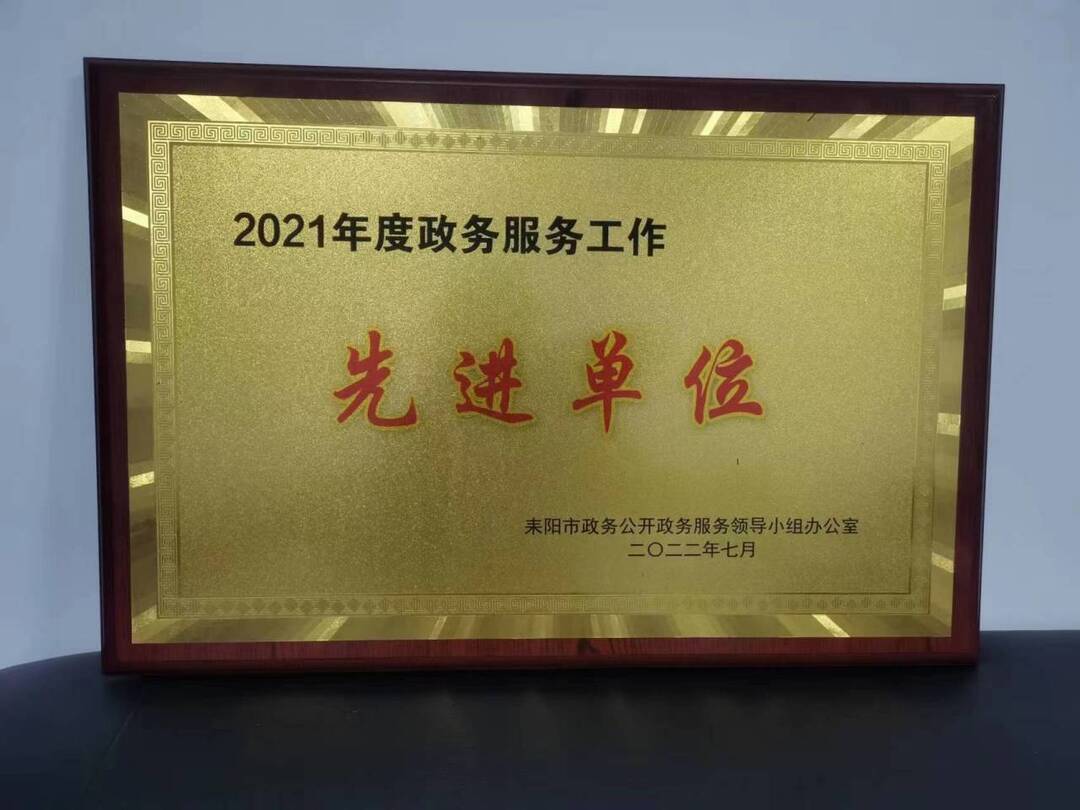 2021年度政务服务工作
先进单位
耒阳市政务公开政务服务领导小组办公室
二〇二二年七月